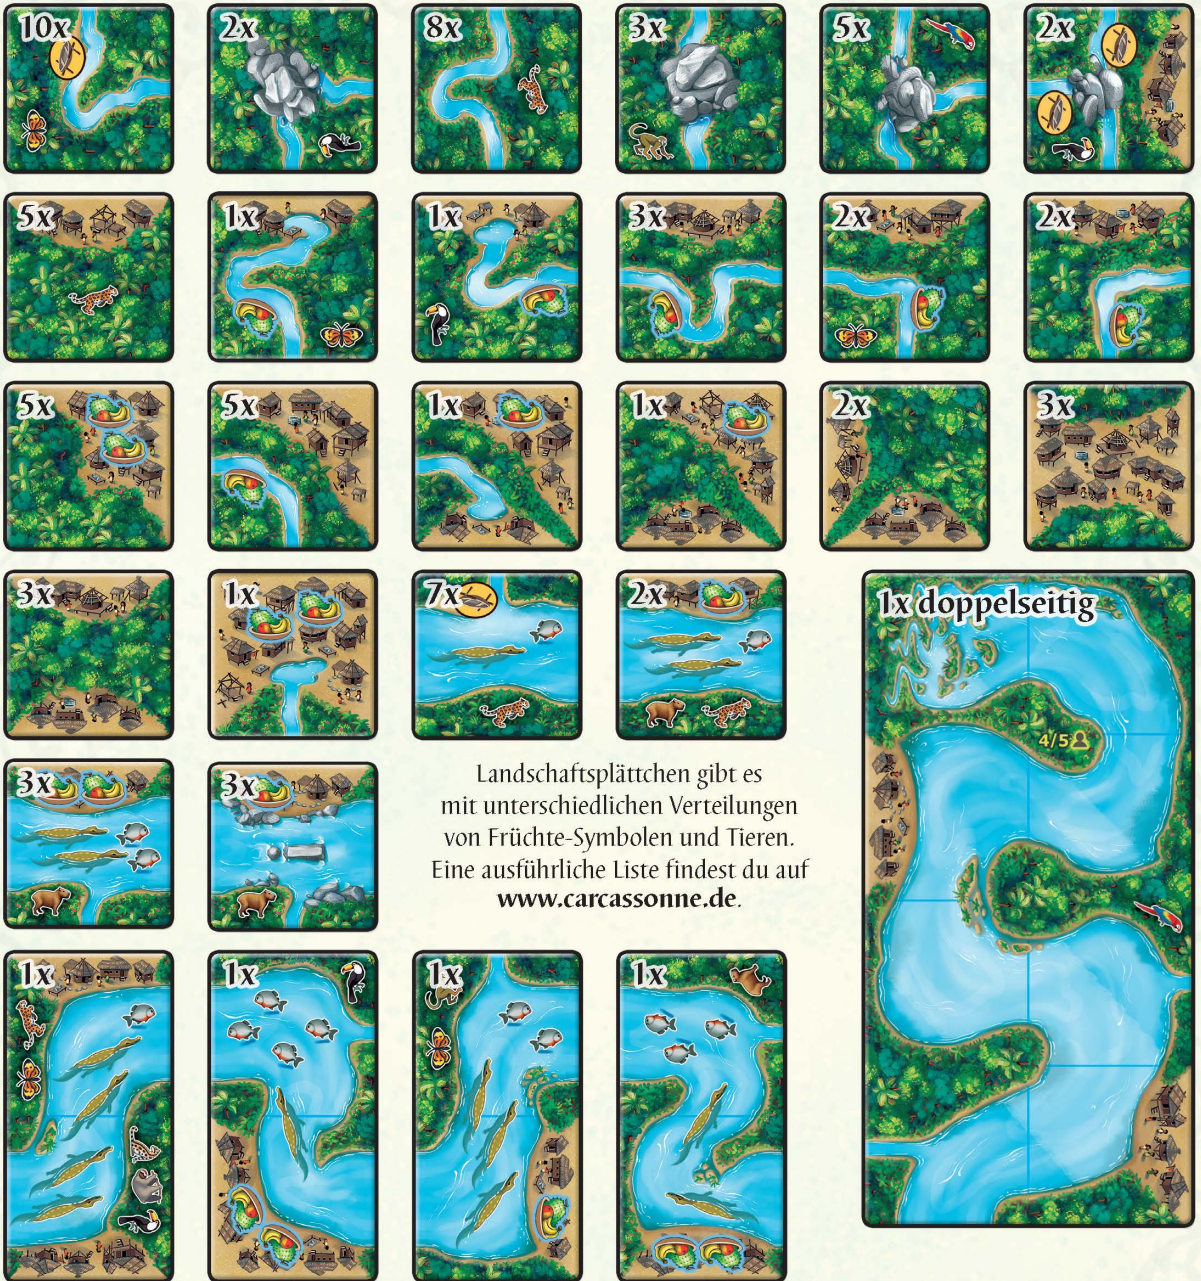 10x 2x 8x 3x 5x 2x
5x 1x 1x 3x 2x 2x
5x 5x 1x 1x 2x 3x
3x 1x 7x 2x 1x doppelseitig
4/5
3x 3x
Landschaftsplättchen gibt es
mit unterschiedlichen Verteilungen
von Früchte-Symbolen und Tieren.
Eine ausführliche Liste findest du auf
www.carcassonne.de.
1x 1x 1x 1x